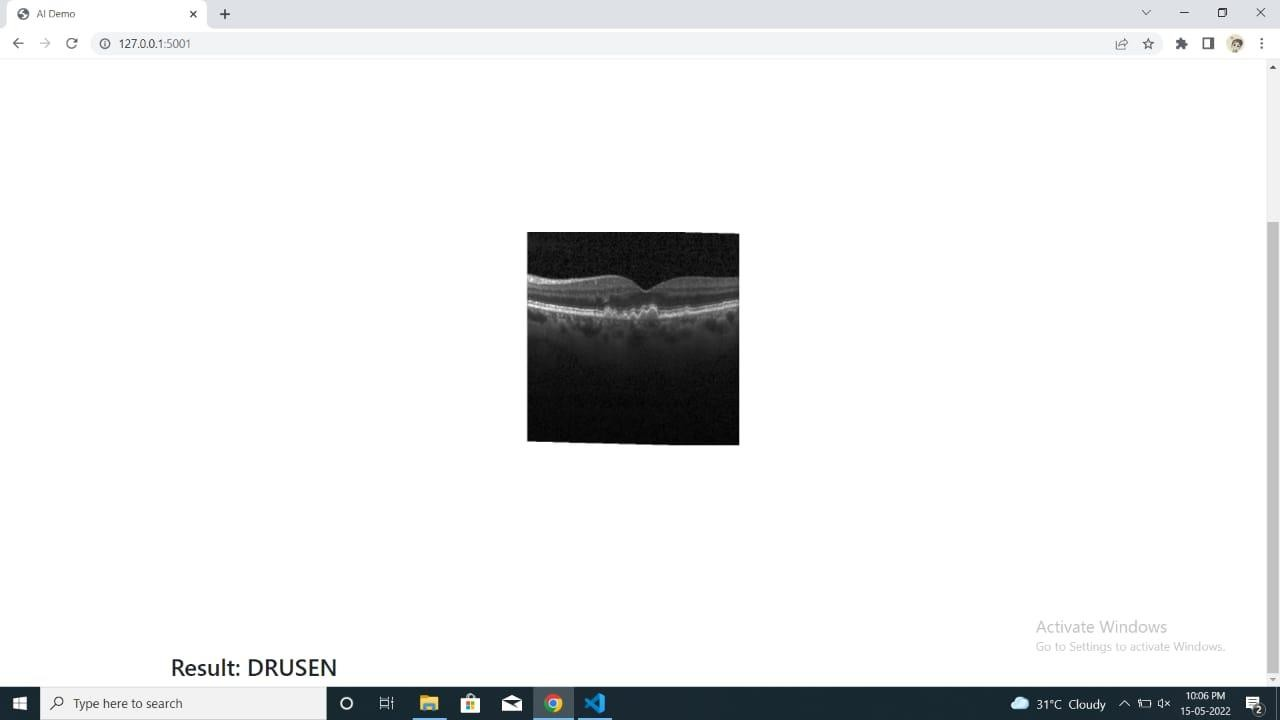 AI Demo
127.0.0.1:5001
Activate Windows
Go to Settings to activate Windows.
Result: DRUSEN
Type here to search
31°C Cloudy
10:06 PM
15-05-2022
2